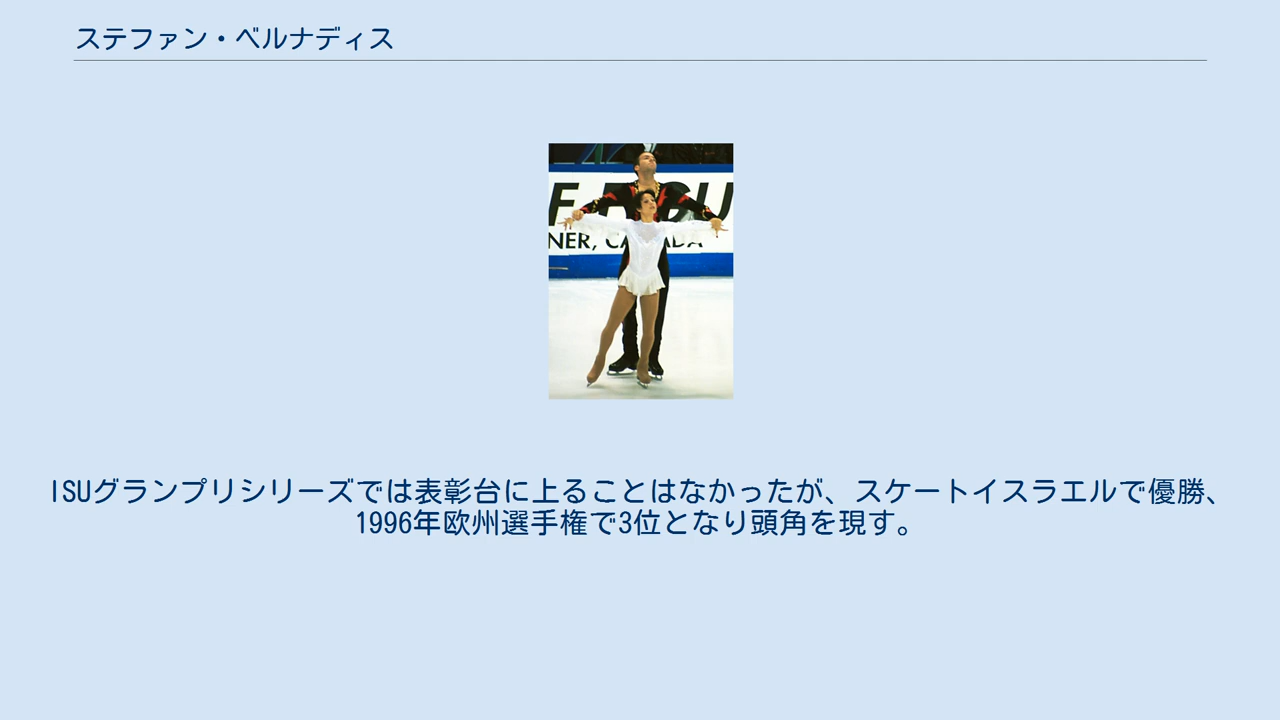 ステファン・ベルナディス
NER, CA ADA
ISUグランプリシリーズでは表彰台に上ることはなかったが、スケートイスラエルで優勝、
1996年欧州選手権で3位となり頭角を現す。